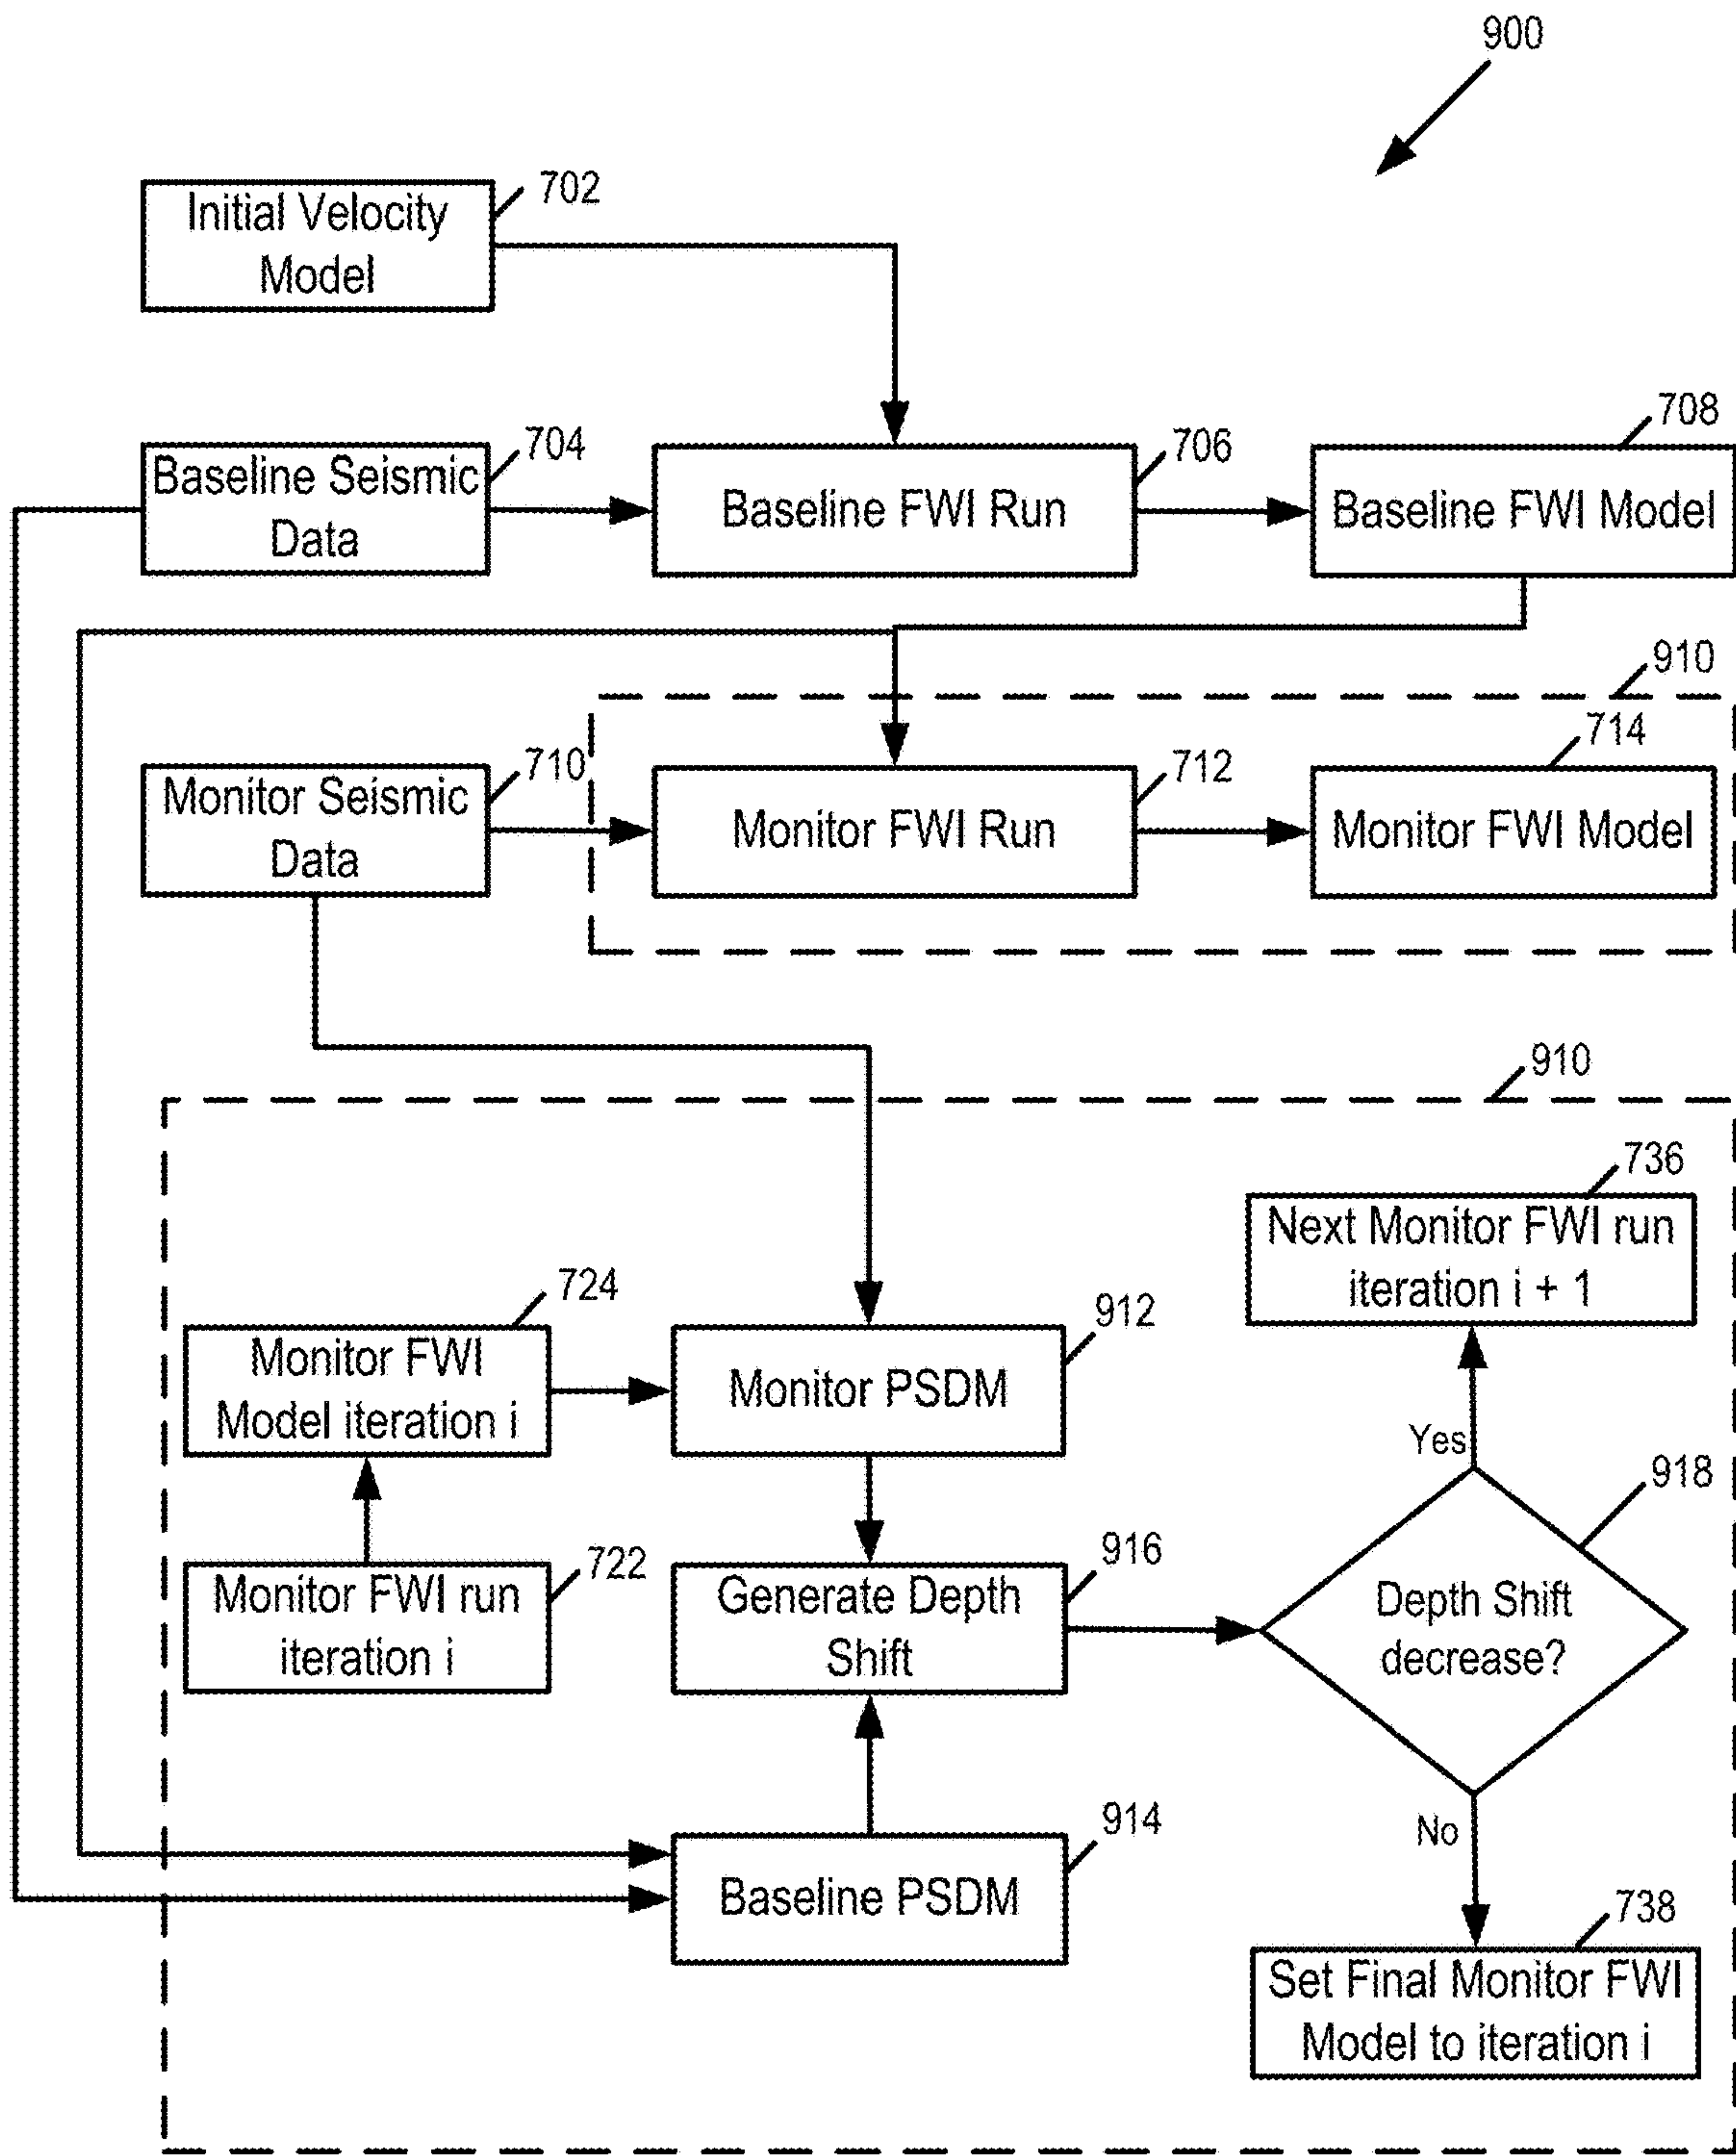 900
702
Initial Velocity
Model
704
706
708
Baseline Seismic
Data
Baseline FWI Run
Baseline FWI Model
910
710
712
714
Monitor Seismic
Data
Monitor FWI Run
Monitor FWI Model
910
736
Next Monitor FWI run
iteration i + 1
724
912
Monitor FWI
Model iteration i
Monitor PSDM
Yes
918
722
916
Monitor FWI run
iteration i
Generate Depth
Shift
Depth Shift
decrease?
914
No
Baseline PSDM
738
Set Final Monitor FWI
Model to iteration i